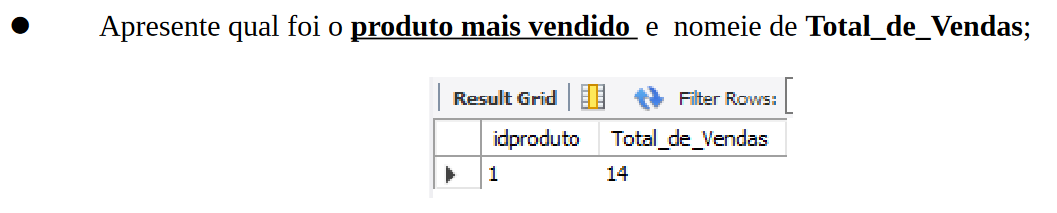 ● Apresente qual foi o produto mais vendido e nomeie de Total_de_Vendas;
Result Grid Filter Rows:
idproduto Total_de_Vendas
1 14